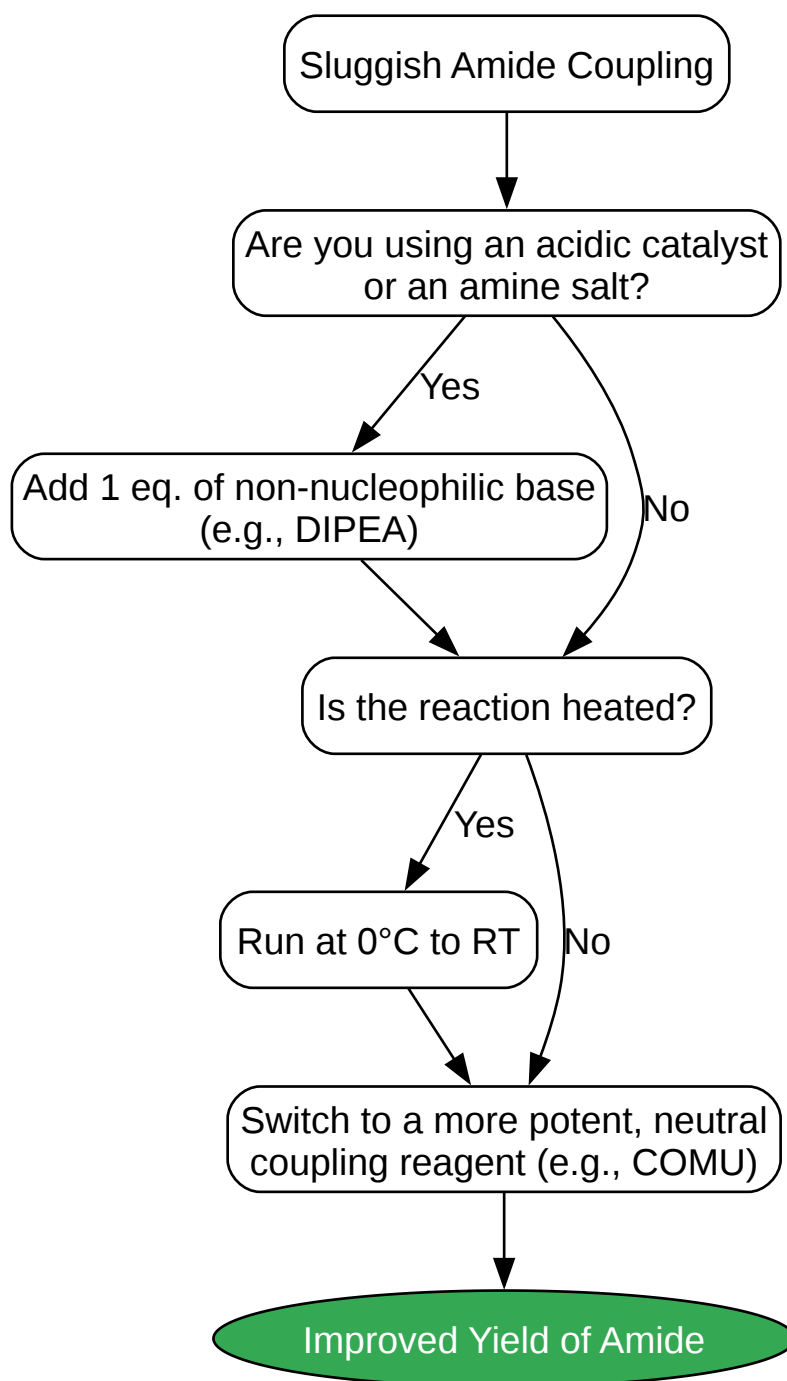 Sluggish Amide Coupling
Are you using an acidic catalyst
or an amine salt?
Yes
Add 1 eq. of non-nucleophilic base
(e.g., DIPEA)
No
Is the reaction heated?
Yes
Run at 0°C to RT
No
Switch to a more potent, neutral
coupling reagent (e.g., COMU)
Improved Yield of Amide